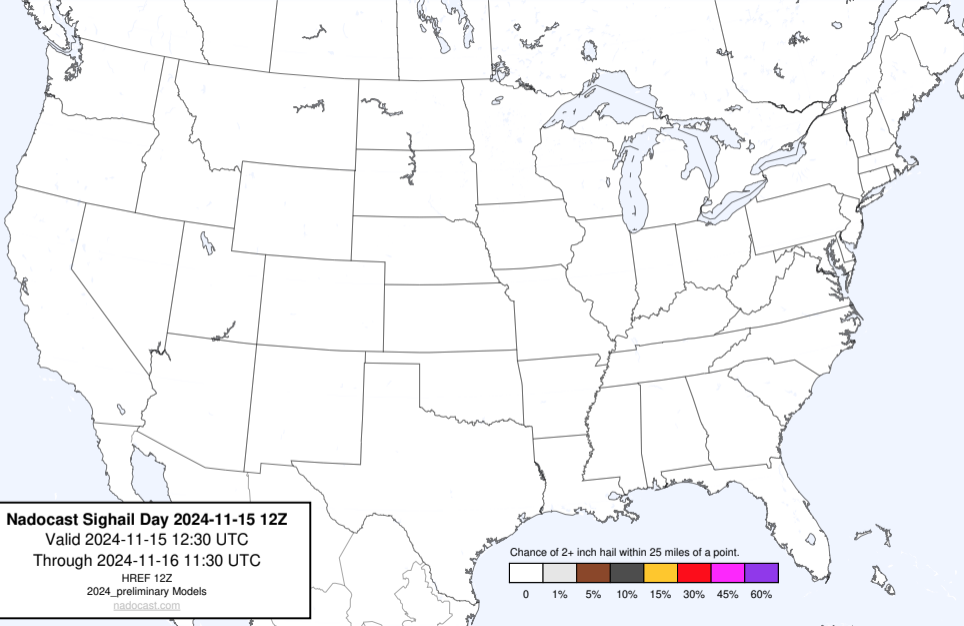 Nadocast Sighail Day 2024-11-15 12Z
Valid 2024-11-15 12:30 UTC
Through 2024-11-16 11:30 UTC
HREF 12Z
2024_preliminary Models
nadocast.com
Chance of 2+ inch hail within 25 miles of a point.
0 1% 5% 10% 15% 30% 45% 60%